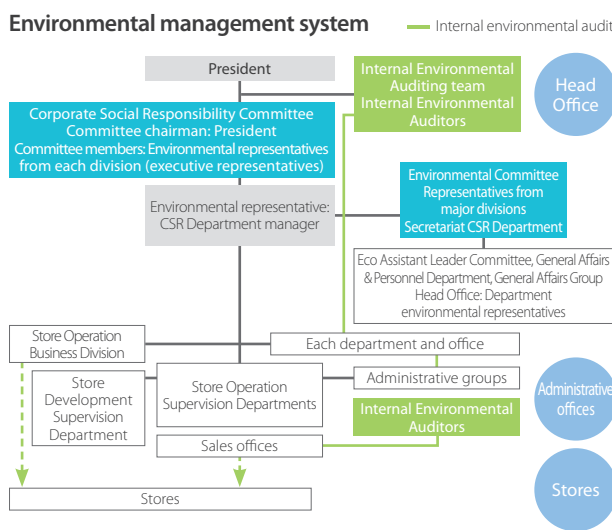 Environmental management system
Internal environmental audit
President
Internal Environmental
Auditing team
Internal Environmental
Auditors
Head
Office
Corporate Social Responsibility Committee
Committee chairman: President
Committee members: Environmental representatives
from each division (executive representatives)
Environmental Committee
Representatives from
major divisions
Secretariat CSR Department
Environmental representative:
CSR Department manager
Eco Assistant Leader Committee, General Affairs
& Personnel Department, General Affairs Group
Head Office: Department
environmental representatives
Store Operation
Business Division
Each department and office
Store
Development
Supervision
Department
Store Operation
Supervision Departments
Administrative groups
Administrative
offices
Internal Environmental
Auditors
Sales offices
Stores
Stores